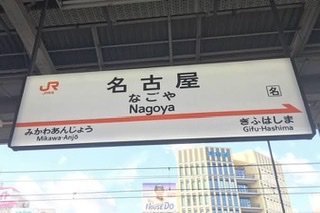 JR
名古屋
なごや
Nagoya
名
みかわあんじょう
Mikawa-Anjō
ぎふはしま
Gifu-Hashima